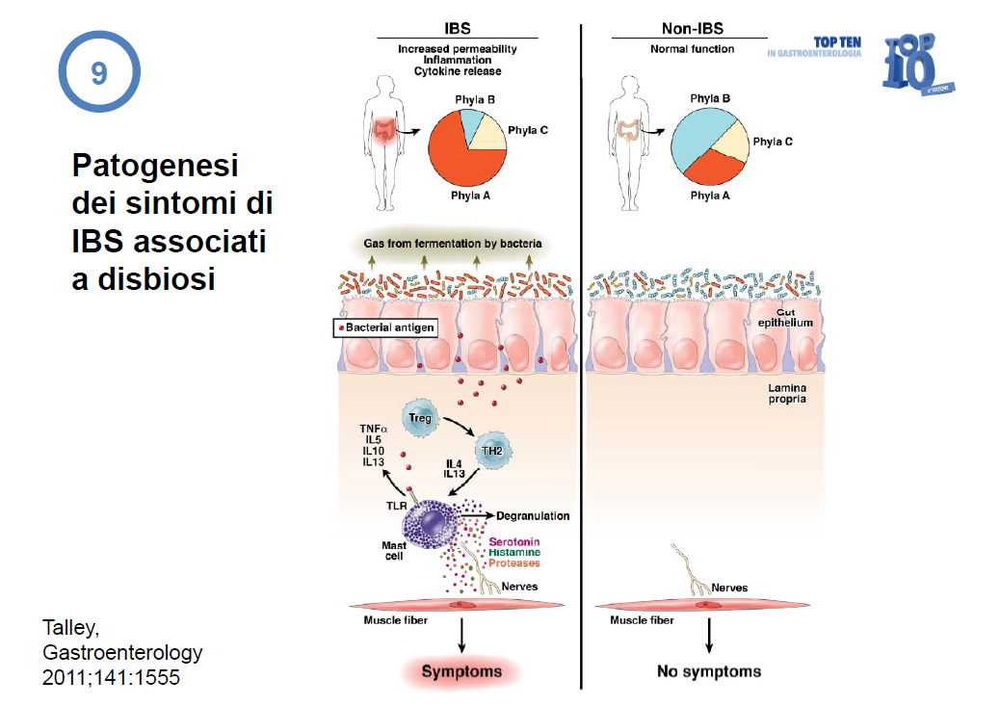 9
Patogenesi
dei sintomi di
IBS associati
a disbiosi
Talley,
Gastroenterology
2011;141:1555
IBS
Increased permeability
Inflammation
Cytokine release
Phyla B
Phyla C
Phyla A
Gas from fermentation by bacteria
Bacterial antigen
Treg
TH2
TNFα
IL5
IL10
IL13
IL4
IL13
TLR
Mast
cell
Degranulation
Serotonin
Histamine
Proteases
Nerves
Muscle fiber
Symptoms
Non-IBS
Normal function
Phyla B
Phyla C
Phyla A
Gut
epithelium
Lamina
propria
Nerves
Muscle fiber
No symptoms
TOP TEN
IN GASTROENTEROLOGIA
TOP
10